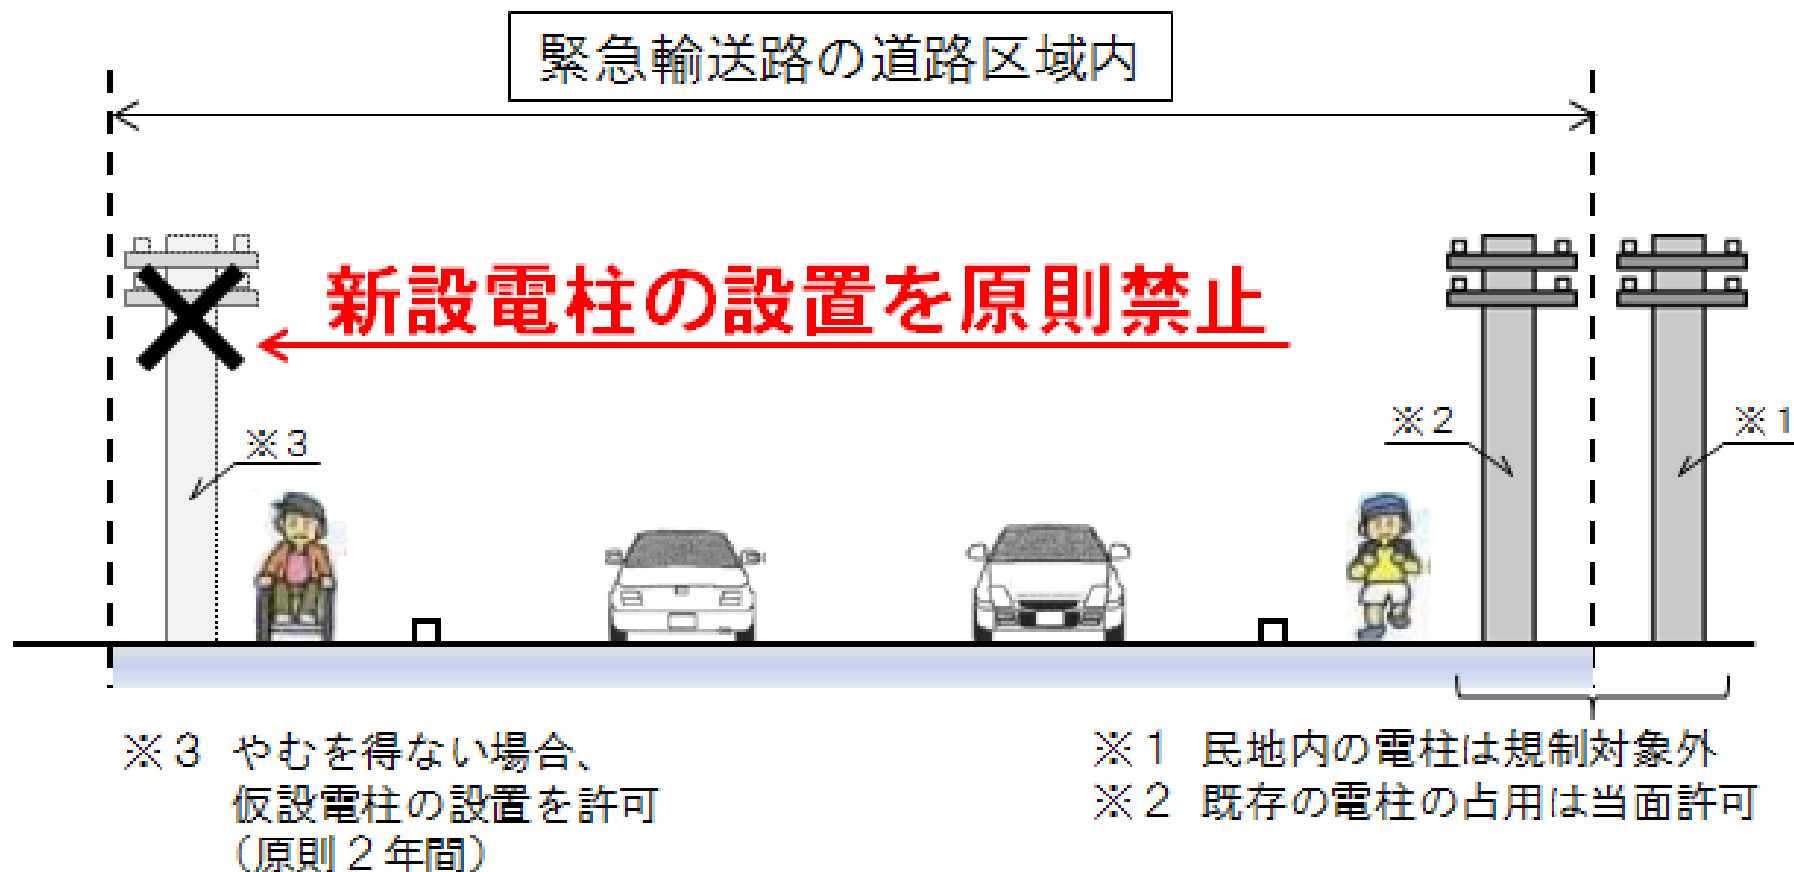 緊急輸送路の道路区域内
新設電柱の設置を原則禁止
※3
※2
※1
※3 やむを得ない場合、
仮設電柱の設置を許可
（原則2年間）
※1 民地内の電柱は規制対象外
※2 既存の電柱の占用は当面許可